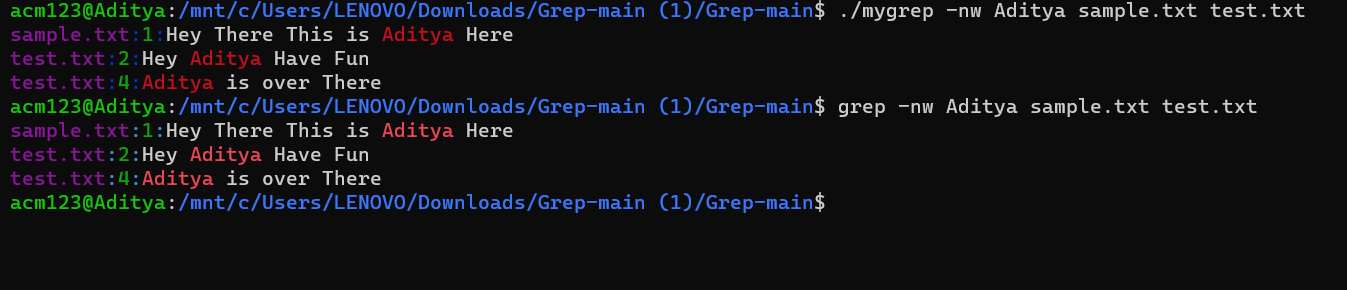 acm123@Aditya:/mnt/c/Users/LENOVO/Downloads/Grep-main (1)/Grep-main$ ./mygrep -nw Aditya sample.txt test.txt
sample.txt:1:Hey There This is Aditya Here
test.txt:2:Hey Aditya Have Fun
test.txt:4:Aditya is over There
acm123@Aditya:/mnt/c/Users/LENOVO/Downloads/Grep-main (1)/Grep-main$ grep -nw Aditya sample.txt test.txt
sample.txt:1:Hey There This is Aditya Here
test.txt:2:Hey Aditya Have Fun
test.txt:4:Aditya is over There
acm123@Aditya:/mnt/c/Users/LENOVO/Downloads/Grep-main (1)/Grep-main$